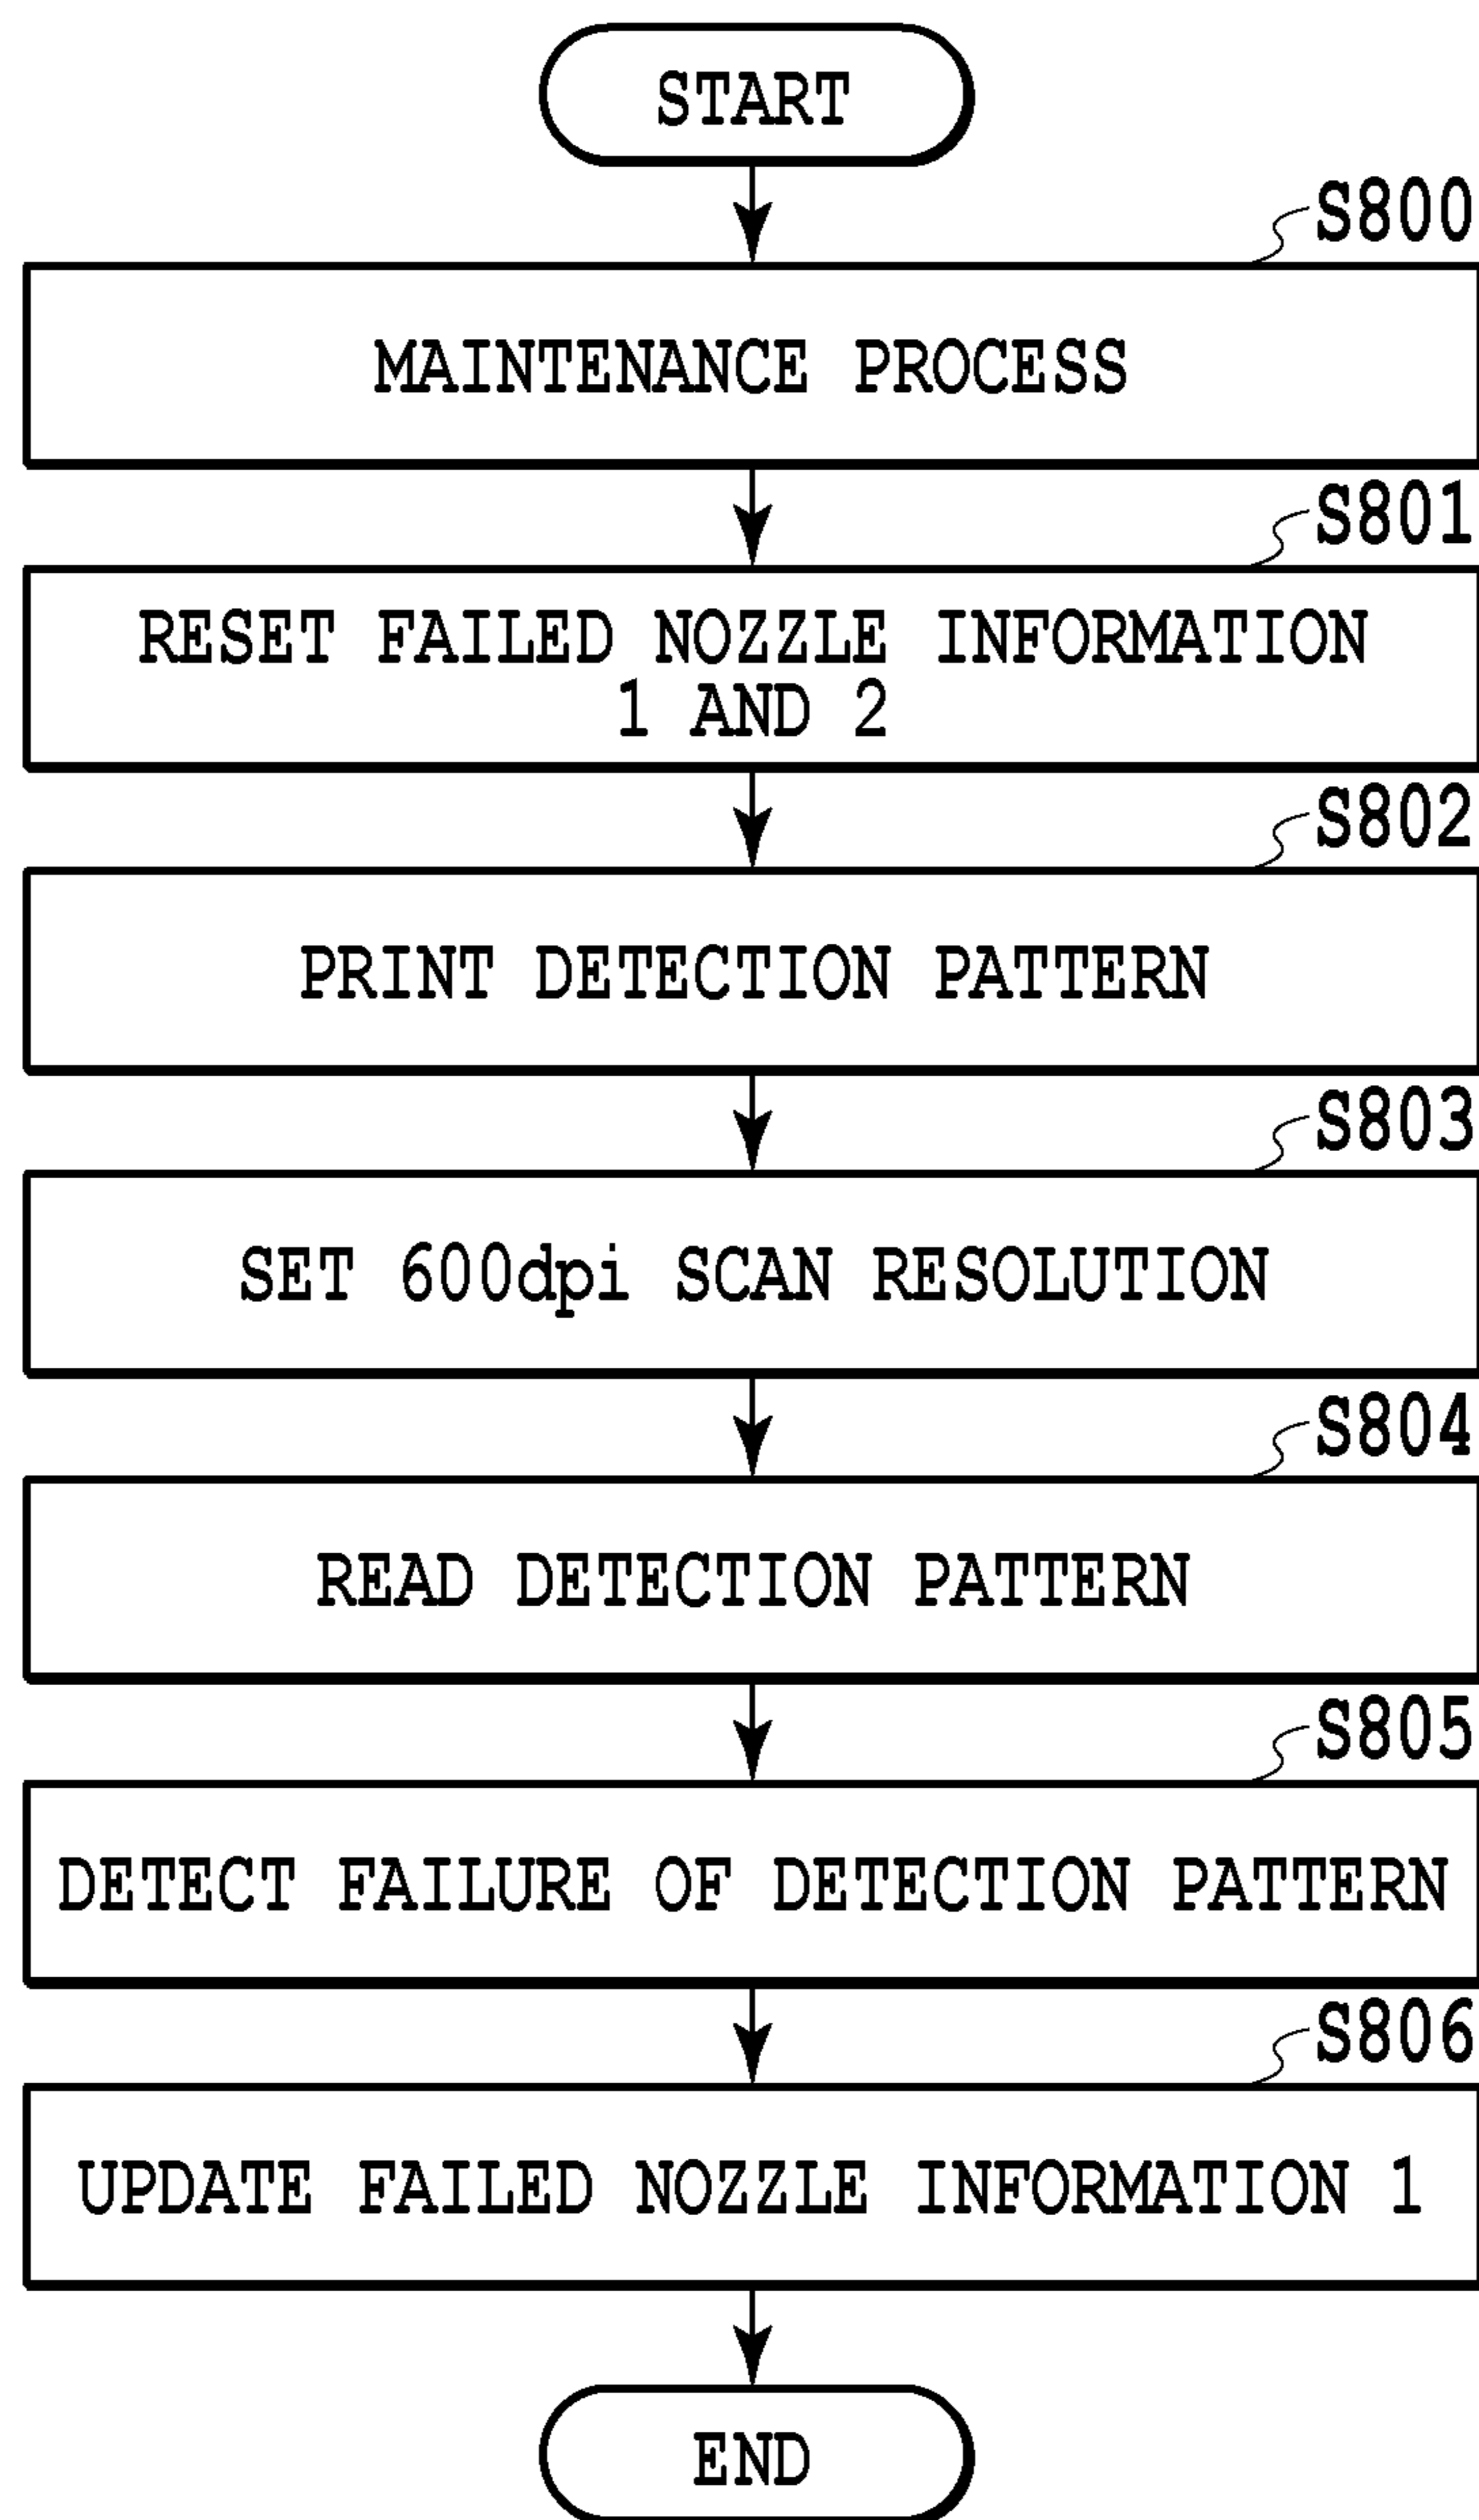 START
S800
MAINTENANCE PROCESS
S801
RESET FAILED NOZZLE INFORMATION
1 AND 2
S802
PRINT DETECTION PATTERN
S803
SET 600dpi SCAN RESOLUTION
S804
READ DETECTION PATTERN
S805
DETECT FAILURE OF DETECTION PATTERN
S806
UPDATE FAILED NOZZLE INFORMATION 1
END